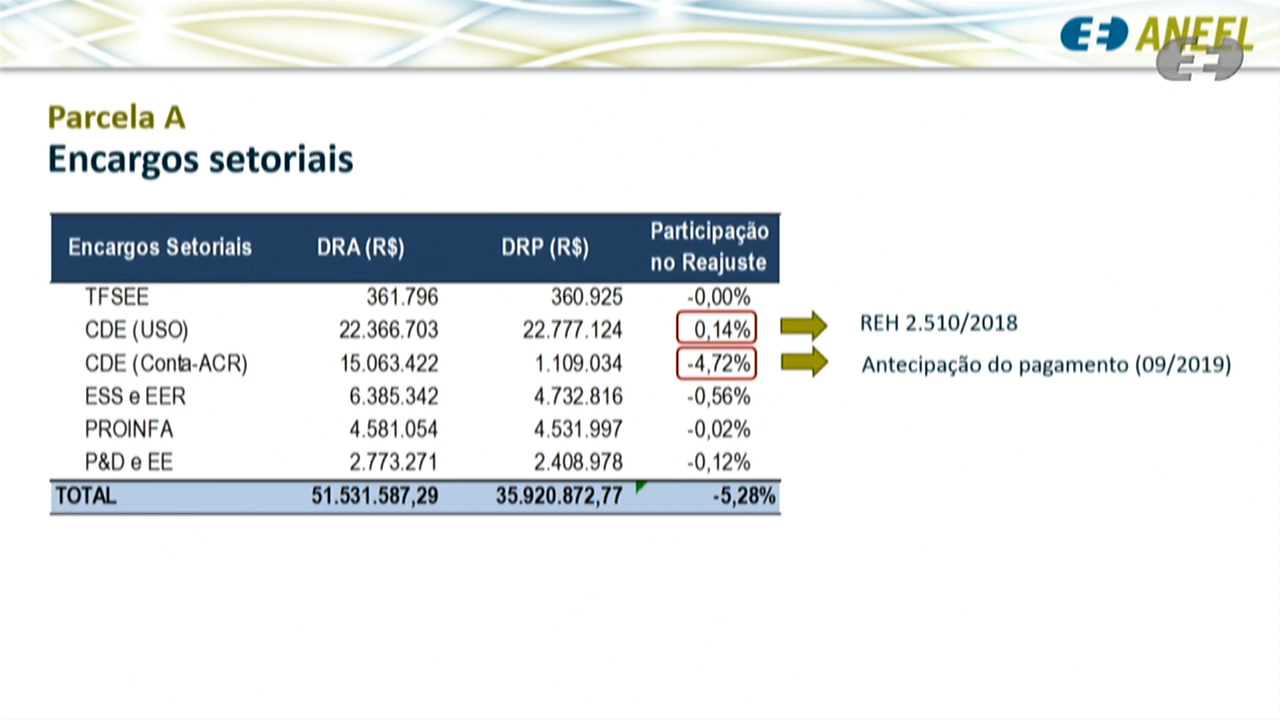 ANEEL
Parcela A
Encargos setoriais
Encargos Setoriais DRA (R$) DRP (R$) Participação no Reajuste
TFSEE 361.796 360.925 -0,00%
CDE (USO) 22.366.703 22.777.124 0,14% REH 2.510/2018
CDE (Conta-ACR) 15.063.422 1.109.034 -4,72% Antecipação do pagamento (09/2019)
ESS e EER 6.385.342 4.732.816 -0,56%
PROINFA 4.581.054 4.531.997 -0,02%
P&D e EE 2.773.271 2.408.978 -0,12%
TOTAL 51.531.587,29 35.920.872,77 -5,28%